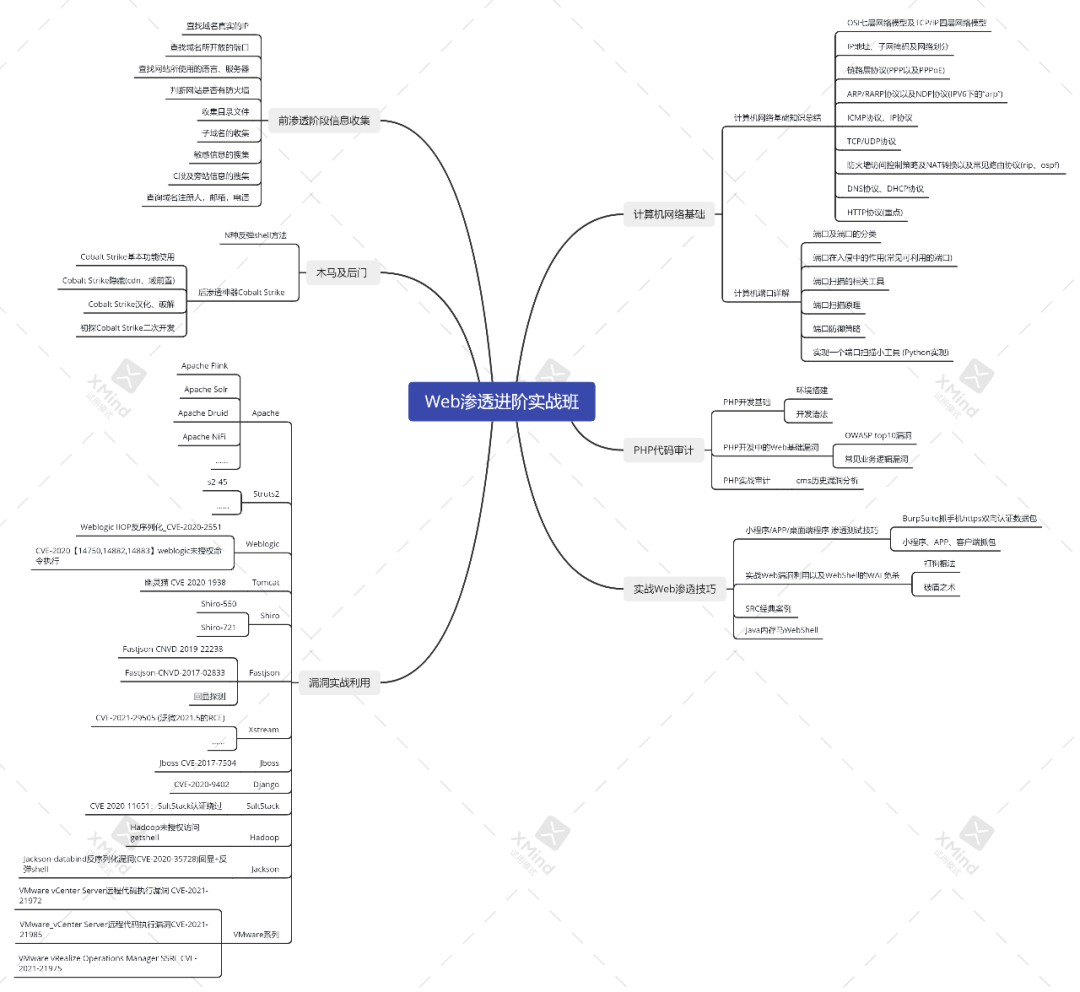 Web渗透进阶实战班
前渗透阶段信息收集
查找域名真实的IP
查找域名所开放的端口
查找网站所使用的语言、服务器
判断网站是否有防火墙
收集目录文件
子域名的收集
敏感信息的搜集
C段及旁站信息的搜集
查询域名注册人，邮箱，电话
木马及后门
N种反弹shell方法
后渗透神器Cobalt Strike
Cobalt Strike基本功能使用
Cobalt Strike隐藏(cdn、域前置)
Cobalt Strike汉化、破解
初探Cobalt Strike二次开发
漏洞实战利用
Apache
Apache Flink
Apache Solr
Apache Druid
Apache NiFi
......
Struts2
s2-45
......
Weblogic
Weblogic IIOP反序列化_CVE-2020-2551
CVE-2020【14750,14882,14883】weblogic未授权命
令执行
Tomcat
幽灵猫 CVE-2020-1938
Shiro
Shiro-550
Shiro-721
Fastjson
Fastjson-CNVD-2019-22238
Fastjson-CNVD-2017-02833
回显探测
Xstream
CVE-2021-29505 (泛微2021.5的RCE)
......
Jboss
Jboss CVE-2017-7504
Django
CVE-2020-9402
SaltStack
CVE-2020-11651：SaltStack认证绕过
Hadoop
Hadoop未授权访问
getshell
Jackson
Jackson-databind反序列化漏洞(CVE-2020-35728)回显+反
弹shell
VMware系列
VMware vCenter Server远程代码执行漏洞 CVE-2021-
21972
VMware_vCenter Server远程代码执行漏洞CVE-2021-
21985
VMware vRealize Operations Manager SSRF_CVE-
2021-21975
计算机网络基础
计算机网络基础知识总结
OSI七层网络模型及TCP/IP四层网络模型
IP地址、子网掩码及网络划分
链路层协议(PPP以及PPPoE)
ARP/RARP协议以及NDP协议(IPV6下的"arp")
ICMP协议、IP协议
TCP/UDP协议
防火墙访问控制策略及NAT转换以及常见路由协议(rip、ospf)
DNS协议、DHCP协议
HTTP协议(重点)
计算机端口详解
端口及端口的分类
端口在入侵中的作用(常见可利用的端口)
端口扫描的相关工具
端口扫描原理
端口防御策略
实现一个端口扫描小工具 (Python实现)
PHP代码审计
PHP开发基础
环境搭建
开发语法
PHP开发中的Web基础漏洞
OWASP top10漏洞
常见业务逻辑漏洞
PHP实战审计
cms历史漏洞分析
实战Web渗透技巧
小程序/APP/桌面端程序 渗透测试技巧
BurpSuite抓手机https双向认证数据包
小程序、APP、客户端抓包
实战Web漏洞利用以及WebShell的WAF免杀
打狗棍法
破盾之术
SRC经典案例
Java内存马WebShell
XMind
试用模式
XMind
试用模式
XMind
试用模式
XMind
试用模式
XMind
试用模式